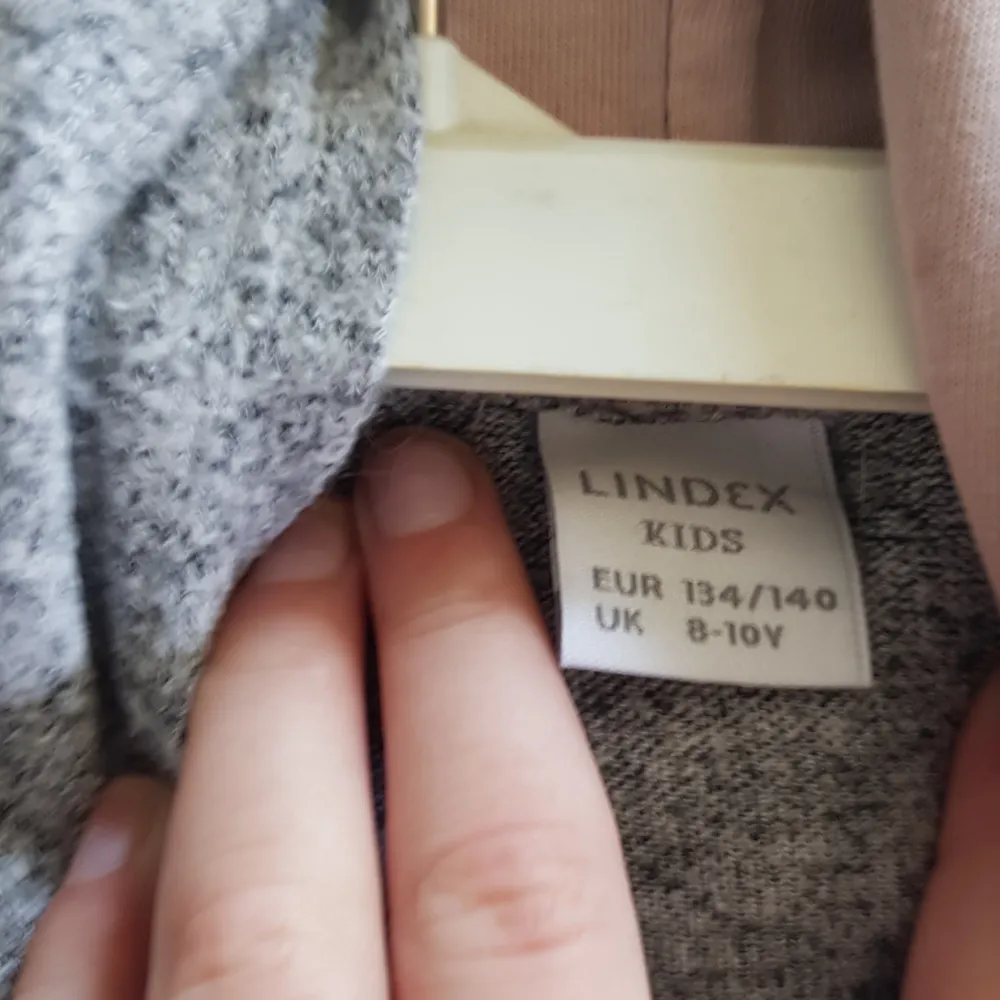 LINDEX
KIDS
EUR 134/140
UK 8-10Y